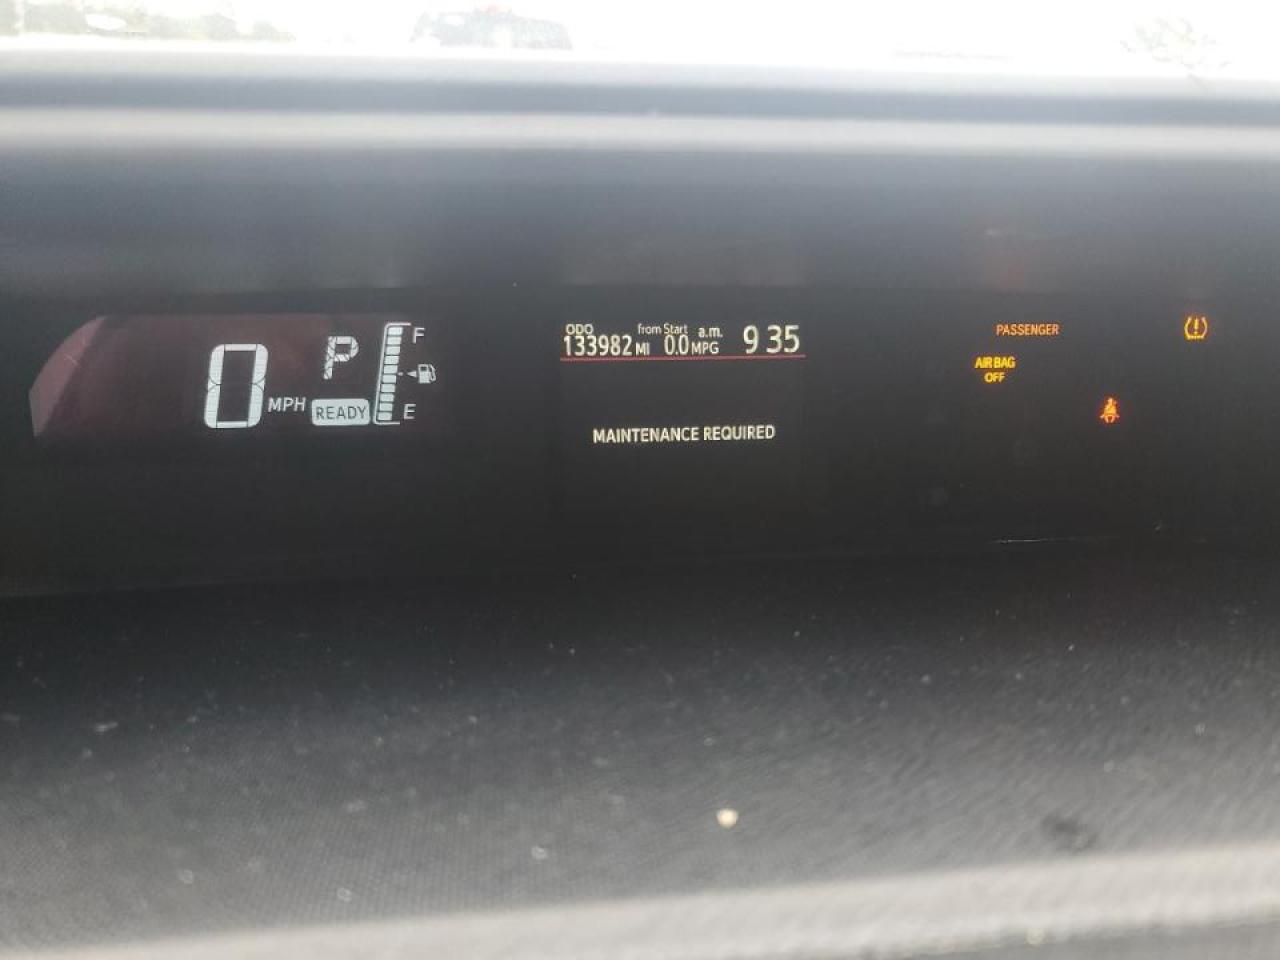 0 MPH
P
READY
F
E
ODO
133982 MI
from Start
0.0 MPG
a.m.
9 35
MAINTENANCE REQUIRED
PASSENGER
AIR BAG
OFF